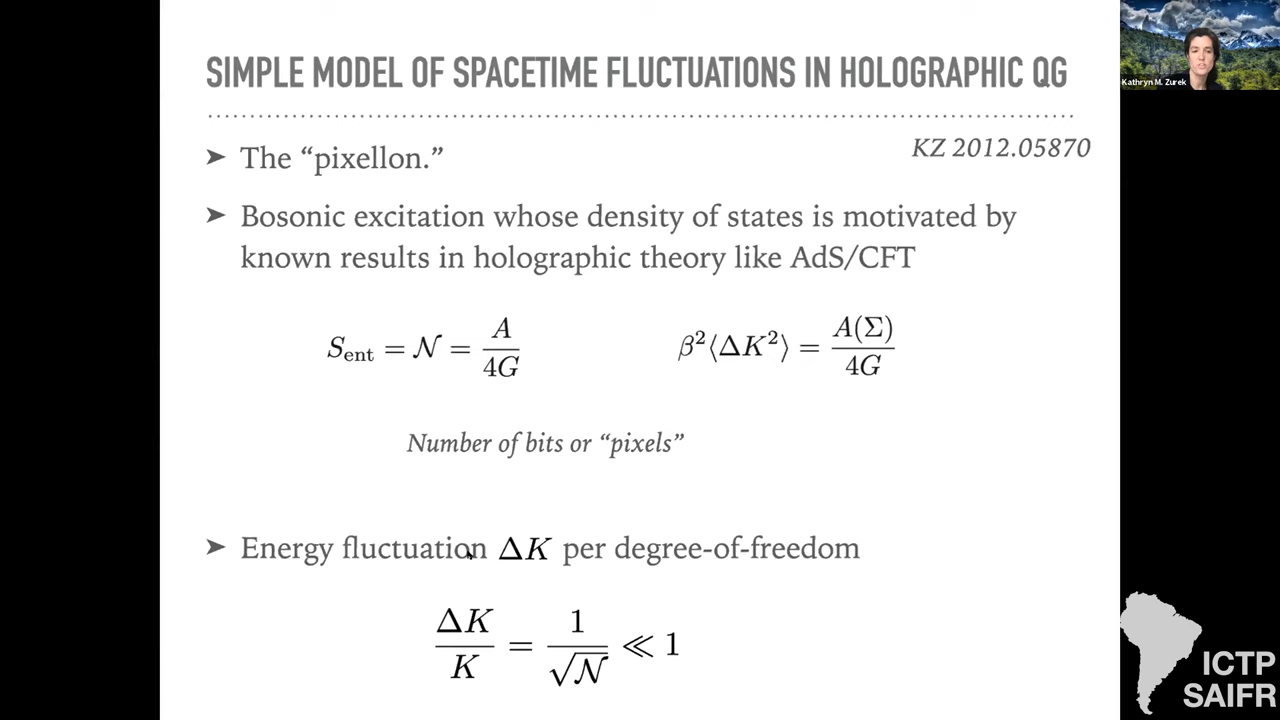 SIMPLE MODEL OF SPACETIME FLUCTUATIONS IN HOLOGRAPHIC QG
Kathryn M. Zurek
KZ 2012.05870
➤ The “pixellon.”
➤ Bosonic excitation whose density of states is motivated by
known results in holographic theory like AdS/CFT
S_ent = 𝒩 = A/4G
β²⟨ΔK²⟩ = A(Σ)/4G
Number of bits or “pixels”
➤ Energy fluctuation ΔK per degree-of-freedom
ΔK/K = 1/√𝒩 ≪ 1
ICTP
SAIFR